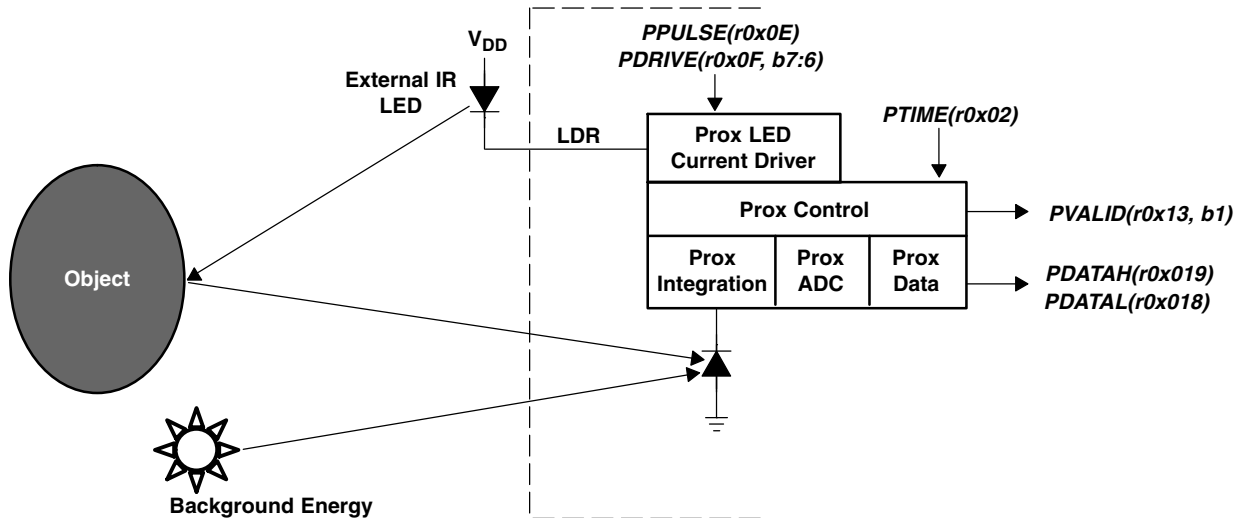 PPULSE(r0x0E)
PDRIVE(r0x0F, b7:6)
VDD
External IR
LED
PTIME(r0x02)
LDR
Prox LED
Current Driver
Prox Control
PVALID(r0x13, b1)
Prox
Integration
Prox
ADC
Prox
Data
PDATAH(r0x019)
PDATAL(r0x018)
Object
Background Energy